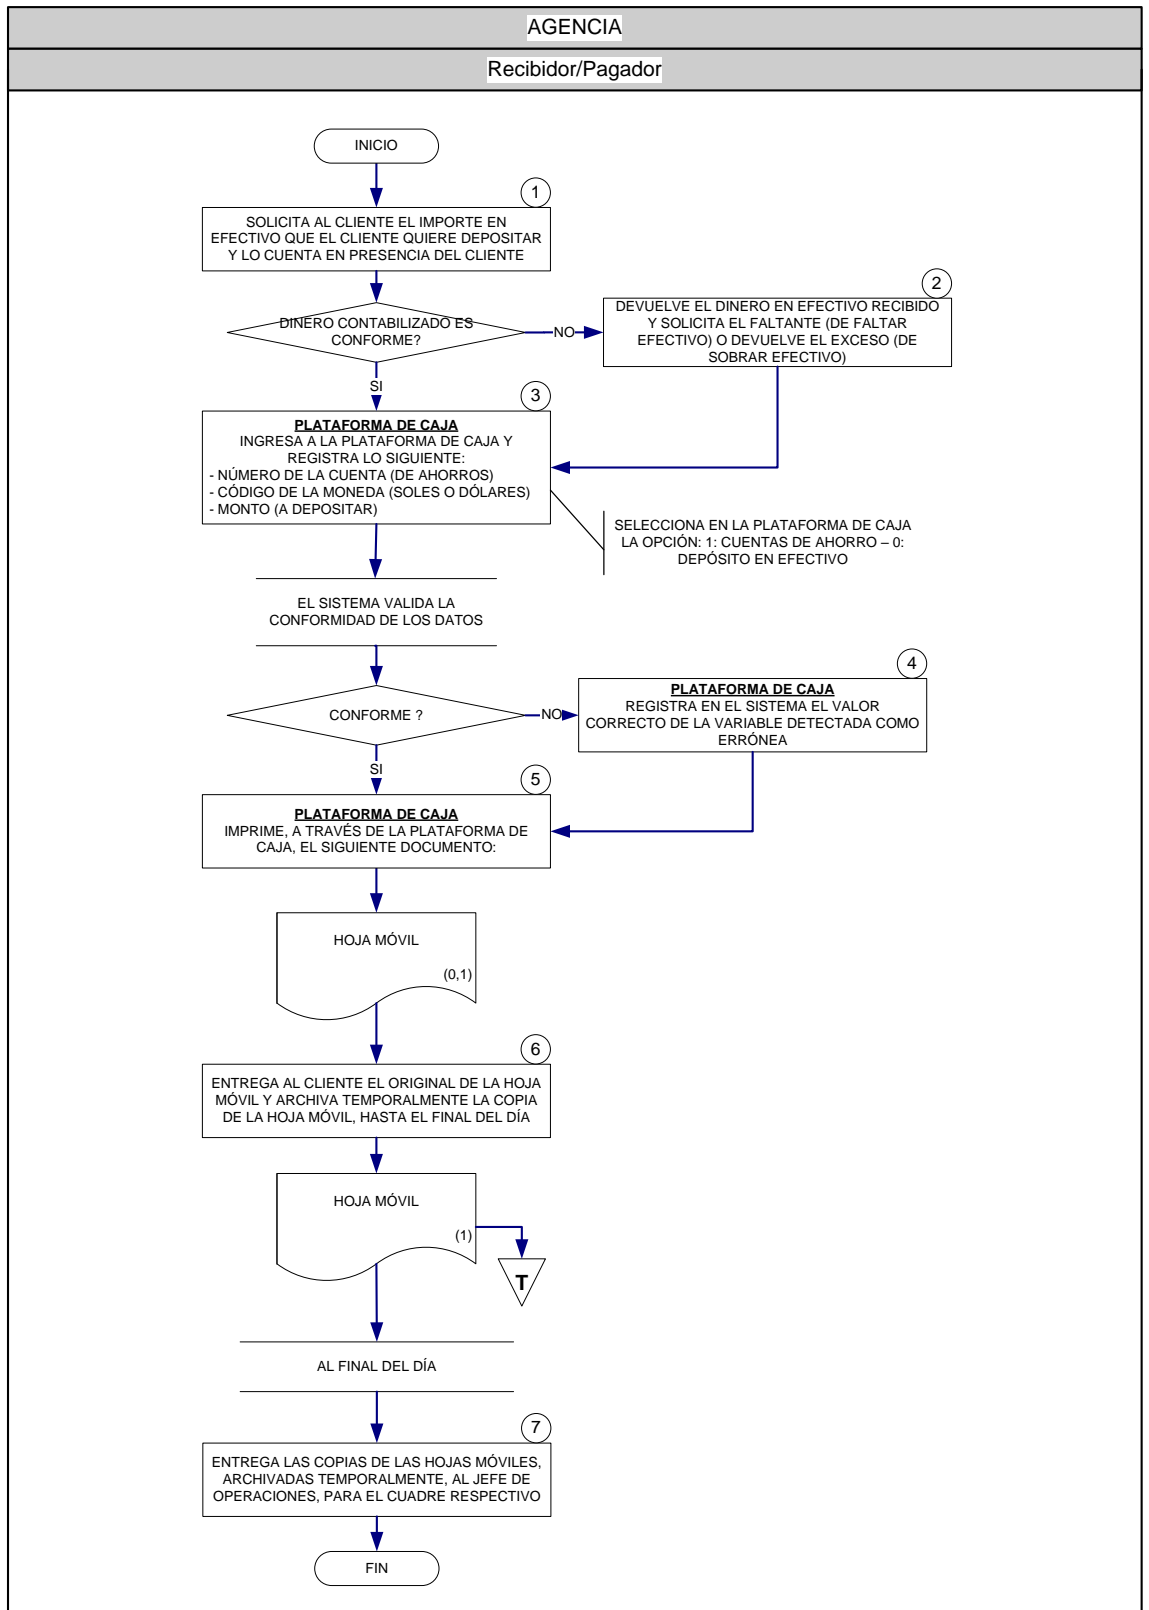 AGENCIA
Recibidor/Pagador
INICIO
1
SOLICITA AL CLIENTE EL IMPORTE EN
EFECTIVO QUE EL CLIENTE QUIERE DEPOSITAR
Y LO CUENTA EN PRESENCIA DEL CLIENTE
2
DEVUELVE EL DINERO EN EFECTIVO RECIBIDO
Y SOLICITA EL FALTANTE (DE FALTAR
EFECTIVO) O DEVUELVE EL EXCESO (DE
SOBRAR EFECTIVO)
DINERO CONTABILIZADO ES
CONFORME?
NO
SI
3
PLATAFORMA DE CAJA
INGRESA A LA PLATAFORMA DE CAJA Y
REGISTRA LO SIGUIENTE:
- NÚMERO DE LA CUENTA (DE AHORROS)
- CÓDIGO DE LA MONEDA (SOLES O DÓLARES)
- MONTO (A DEPOSITAR)
SELECCIONA EN LA PLATAFORMA DE CAJA
LA OPCIÓN: 1: CUENTAS DE AHORRO – 0:
DEPÓSITO EN EFECTIVO
EL SISTEMA VALIDA LA
CONFORMIDAD DE LOS DATOS
4
PLATAFORMA DE CAJA
REGISTRA EN EL SISTEMA EL VALOR
CORRECTO DE LA VARIABLE DETECTADA COMO
ERRÓNEA
CONFORME ?
NO
SI
5
PLATAFORMA DE CAJA
IMPRIME, A TRAVÉS DE LA PLATAFORMA DE
CAJA, EL SIGUIENTE DOCUMENTO:
HOJA MÓVIL
(0,1)
6
ENTREGA AL CLIENTE EL ORIGINAL DE LA HOJA
MÓVIL Y ARCHIVA TEMPORALMENTE LA COPIA
DE LA HOJA MÓVIL, HASTA EL FINAL DEL DÍA
HOJA MÓVIL
(1)
T
AL FINAL DEL DÍA
7
ENTREGA LAS COPIAS DE LAS HOJAS MÓVILES,
ARCHIVADAS TEMPORALMENTE, AL JEFE DE
OPERACIONES, PARA EL CUADRE RESPECTIVO
FIN